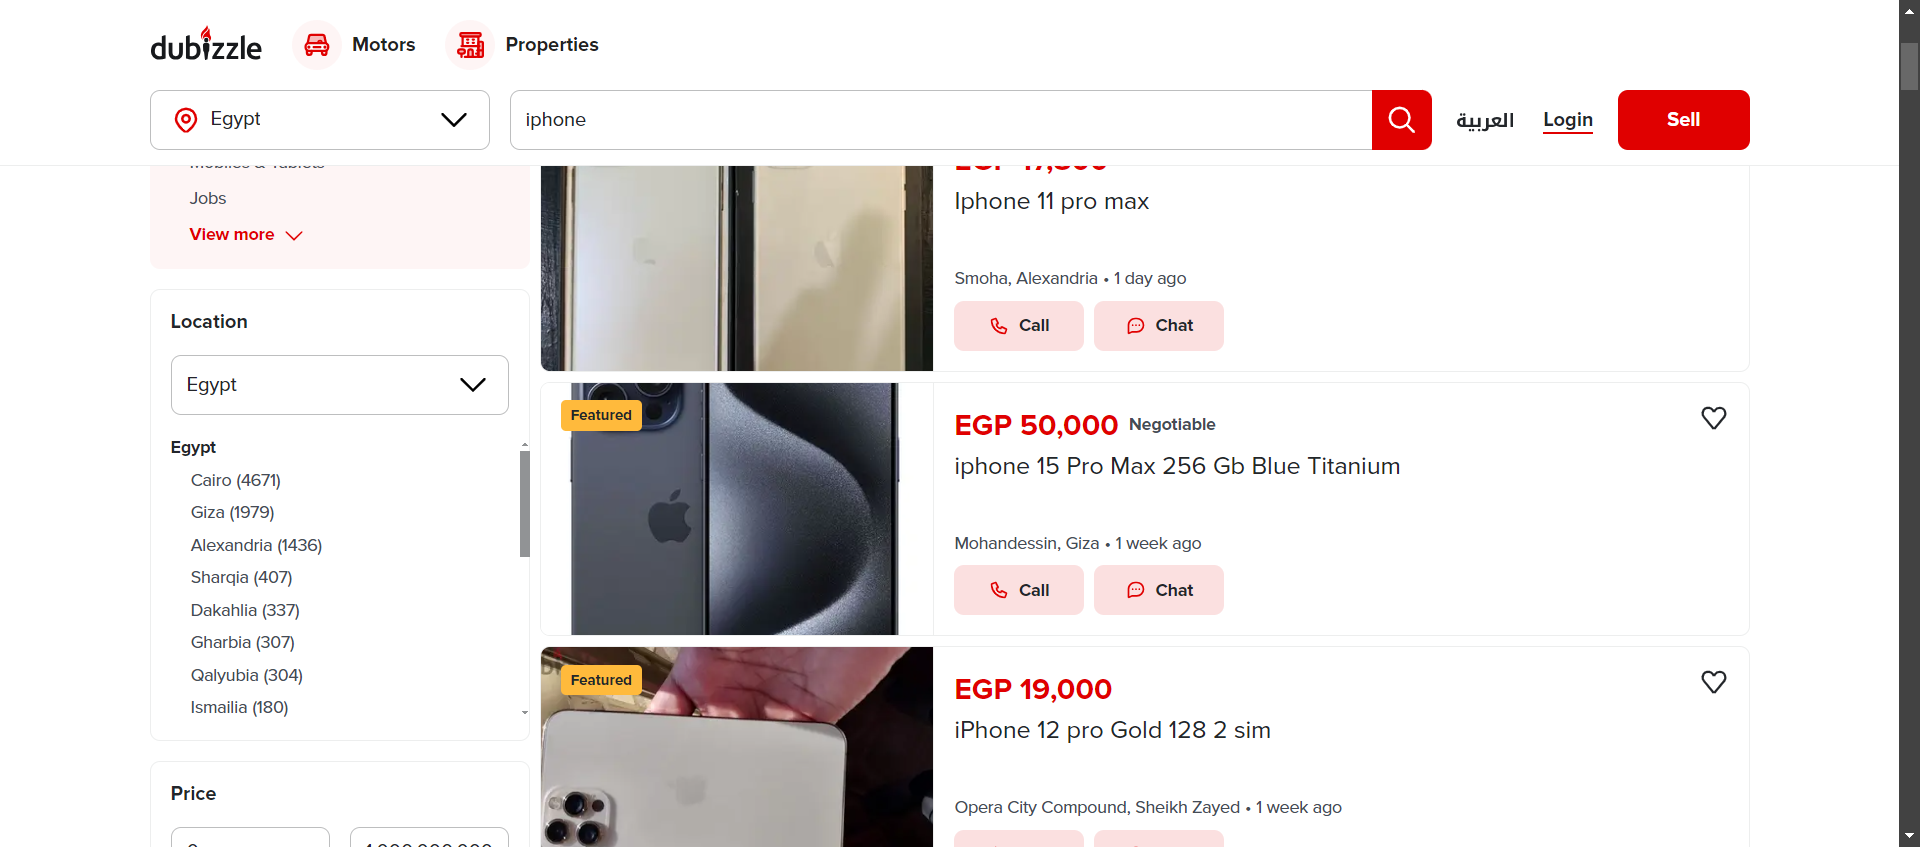 dubizzle
Motors
Properties
Egypt
iphone
العربية
Login
Sell
Jobs
View more
Location
Egypt
Egypt
Cairo (4671)
Giza (1979)
Alexandria (1436)
Sharqia (407)
Dakahlia (337)
Gharbia (307)
Qalyubia (304)
Ismailia (180)
Price
Iphone 11 pro max
Smoha, Alexandria • 1 day ago
Call
Chat
Featured
EGP 50,000 Negotiable
iphone 15 Pro Max 256 Gb Blue Titanium
Mohandessin, Giza • 1 week ago
Call
Chat
Featured
EGP 19,000
iPhone 12 pro Gold 128 2 sim
Opera City Compound, Sheikh Zayed • 1 week ago